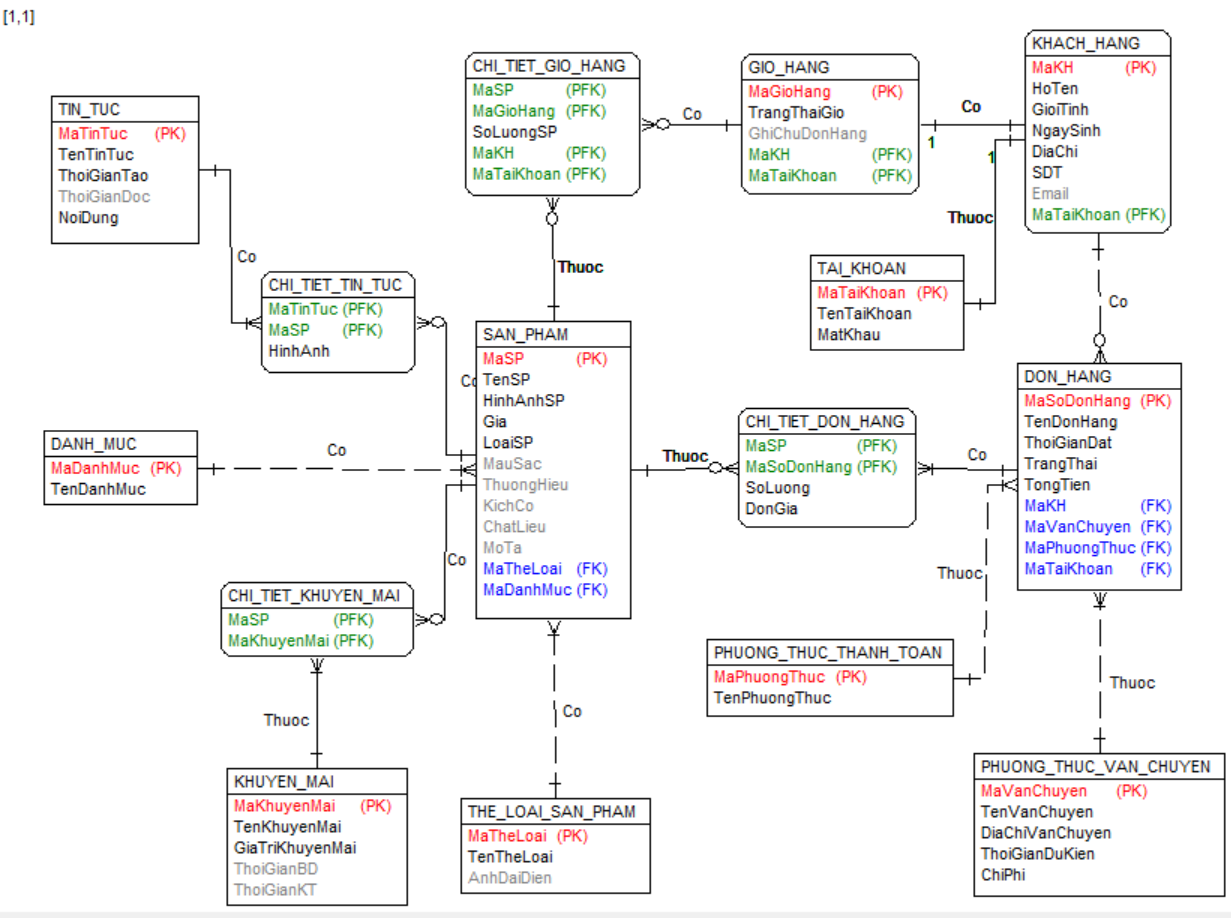 [1,1]
TIN_TUC
MaTinTuc (PK)
TenTinTuc
ThoiGianTao
ThoiGianDoc
NoiDung
Co
CHI_TIET_TIN_TUC
MaTinTuc (PFK)
MaSP (PFK)
HinhAnh
CHI_TIET_GIO_HANG
MaSP (PFK)
MaGioHang (PFK)
SoLuongSP
MaKH (PFK)
MaTaiKhoan (PFK)
Co
GIO_HANG
MaGioHang (PK)
TrangThaiGio
GhiChuDonHang
MaKH (PFK)
MaTaiKhoan (PFK)
Co
1
1
KHACH_HANG
MaKH (PK)
HoTen
GioiTinh
NgaySinh
DiaChi
SDT
Email
MaTaiKhoan (PFK)
Thuoc
Thuoc
TAI_KHOAN
MaTaiKhoan (PK)
TenTaiKhoan
MatKhau
Co
SAN_PHAM
MaSP (PK)
TenSP
HinhAnhSP
Gia
LoaiSP
MauSac
ThuongHieu
KichCo
ChatLieu
MoTa
MaTheLoai (FK)
MaDanhMuc (FK)
Co
DANH_MUC
MaDanhMuc (PK)
TenDanhMuc
Co
Thuoc
CHI_TIET_DON_HANG
MaSP (PFK)
MaSoDonHang (PFK)
SoLuong
DonGia
Co
DON_HANG
MaSoDonHang (PK)
TenDonHang
ThoiGianDat
TrangThai
TongTien
MaKH (FK)
MaVanChuyen (FK)
MaPhuongThuc (FK)
MaTaiKhoan (FK)
Co
CHI_TIET_KHUYEN_MAI
MaSP (PFK)
MaKhuyenMai (PFK)
Thuoc
PHUONG_THUC_THANH_TOAN
MaPhuongThuc (PK)
TenPhuongThuc
Thuoc
Co
Thuoc
KHUYEN_MAI
MaKhuyenMai (PK)
TenKhuyenMai
GiaTriKhuyenMai
ThoiGianBD
ThoiGianKT
THE_LOAI_SAN_PHAM
MaTheLoai (PK)
TenTheLoai
AnhDaiDien
PHUONG_THUC_VAN_CHUYEN
MaVanChuyen (PK)
TenVanChuyen
DiaChiVanChuyen
ThoiGianDuKien
ChiPhi